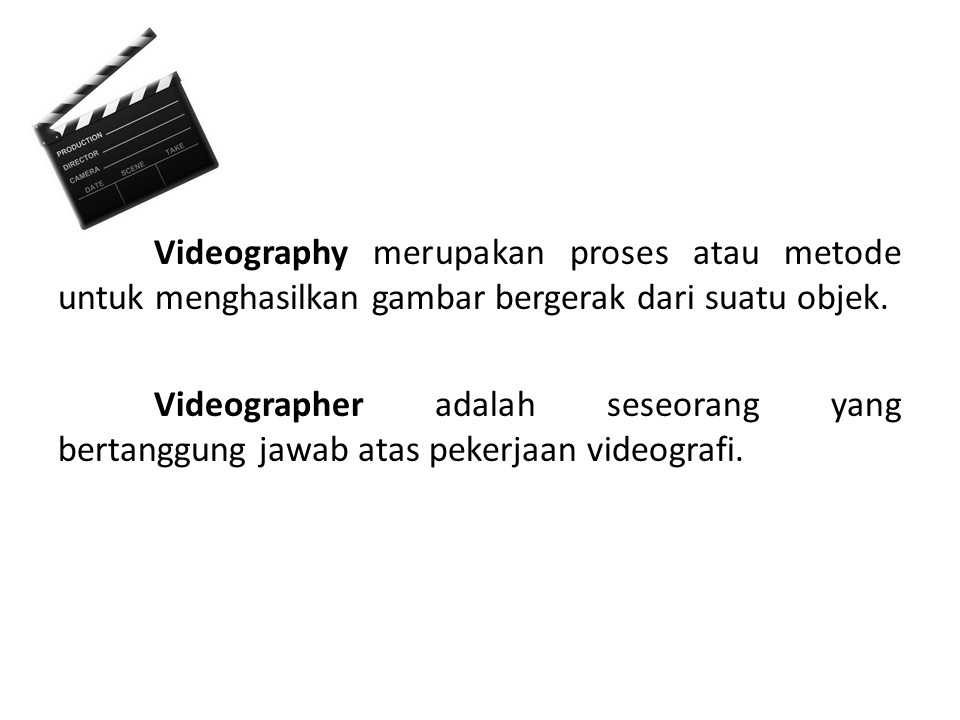 PRODUCTION
DIRECTOR
CAMERA
DATE SCENE TAKE
Videography merupakan proses atau metode
untuk menghasilkan gambar bergerak dari suatu objek.
Videographer adalah seseorang yang
bertanggung jawab atas pekerjaan videografi.